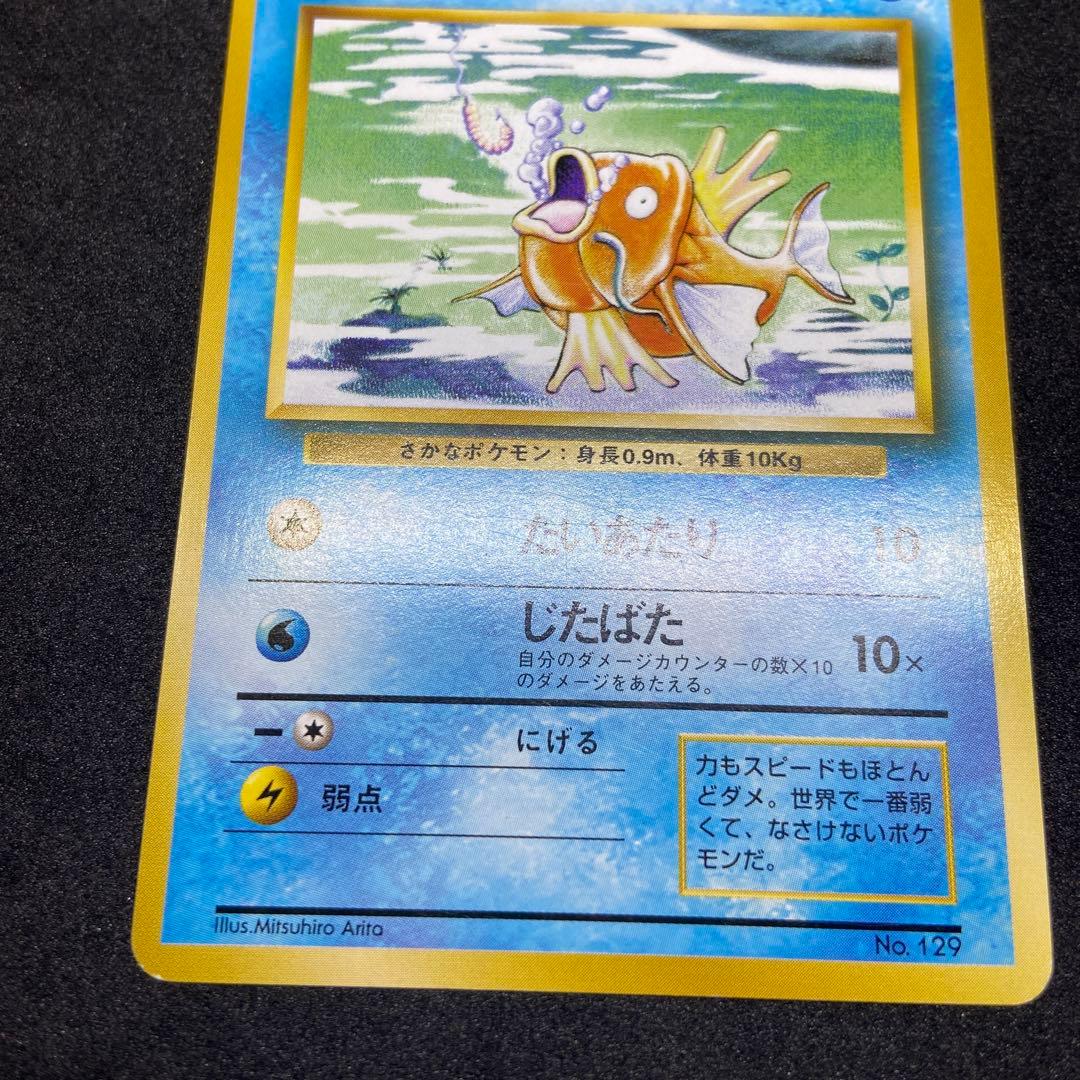 さかなポケモン：身長0.9m、体重10Kg
たいあたり 10
じたばた 10×
自分のダメージカウンターの数×10
のダメージをあたえる。
にげる
弱点
力もスピードもほとん
どダメ。世界で一番弱
くて、なさけないポケ
モンだ。
Illus.Mitsuhiro Arita
No. 129